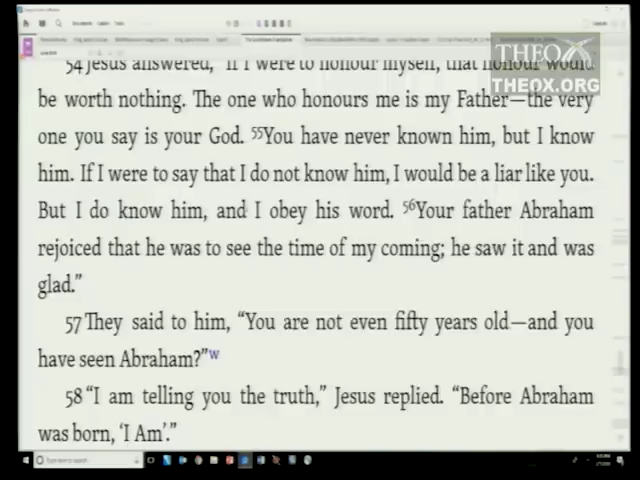 THEOX
THEOX.ORG
54 Jesus answered, "If I were to honour myself, that honour would
be worth nothing. The one who honours me is my Father—the very
one you say is your God. 55You have never known him, but I know
him. If I were to say that I do not know him, I would be a liar like you.
But I do know him, and I obey his word. 56Your father Abraham
rejoiced that he was to see the time of my coming; he saw it and was
glad."
57 They said to him, "You are not even fifty years old—and you
have seen Abraham?"w
58 "I am telling you the truth," Jesus replied. "Before Abraham
was born, 'I Am'."